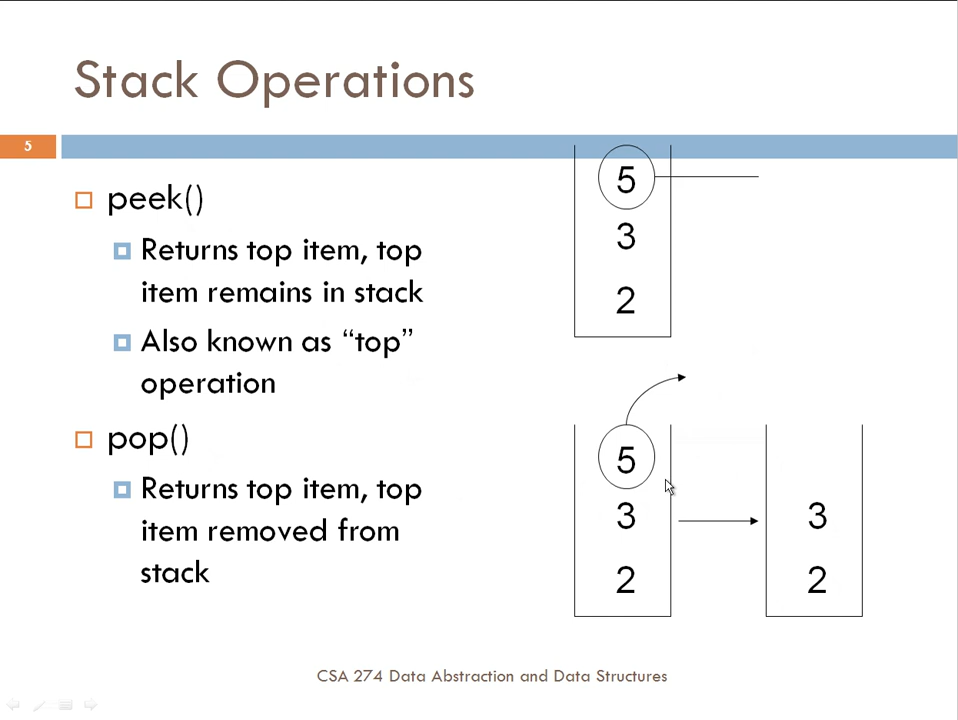 Stack Operations
5
peek()
Returns top item, top
item remains in stack
Also known as “top”
operation
pop()
Returns top item, top
item removed from
stack
5
3
2
5
3
2
3
2
CSA 274 Data Abstraction and Data Structures